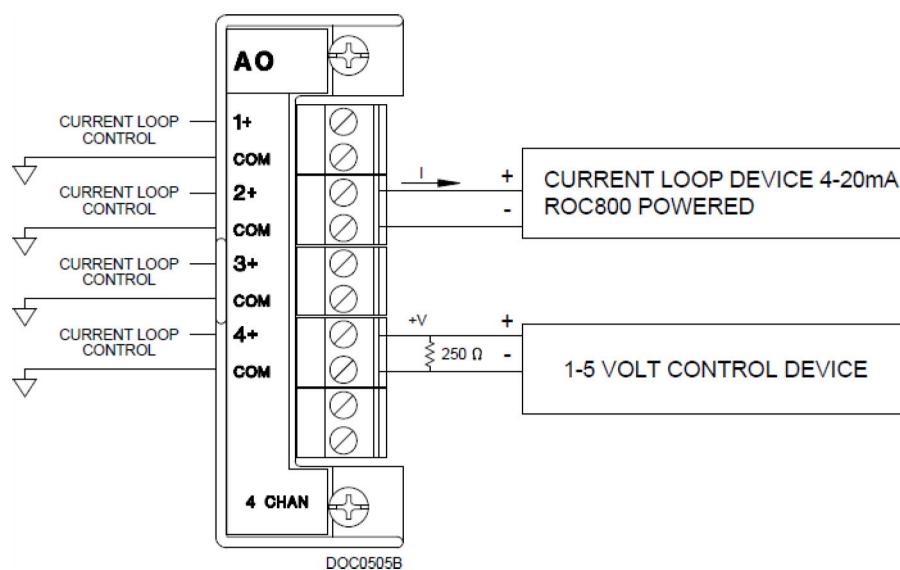 AO
CURRENT LOOP
CONTROL
1+
COM
CURRENT LOOP
CONTROL
2+
COM
CURRENT LOOP
CONTROL
3+
COM
CURRENT LOOP
CONTROL
4+
COM
4 CHAN
I
+
-
CURRENT LOOP DEVICE 4-20mA
ROC800 POWERED
+V
250 Ω
+
-
1-5 VOLT CONTROL DEVICE
DOC0505B